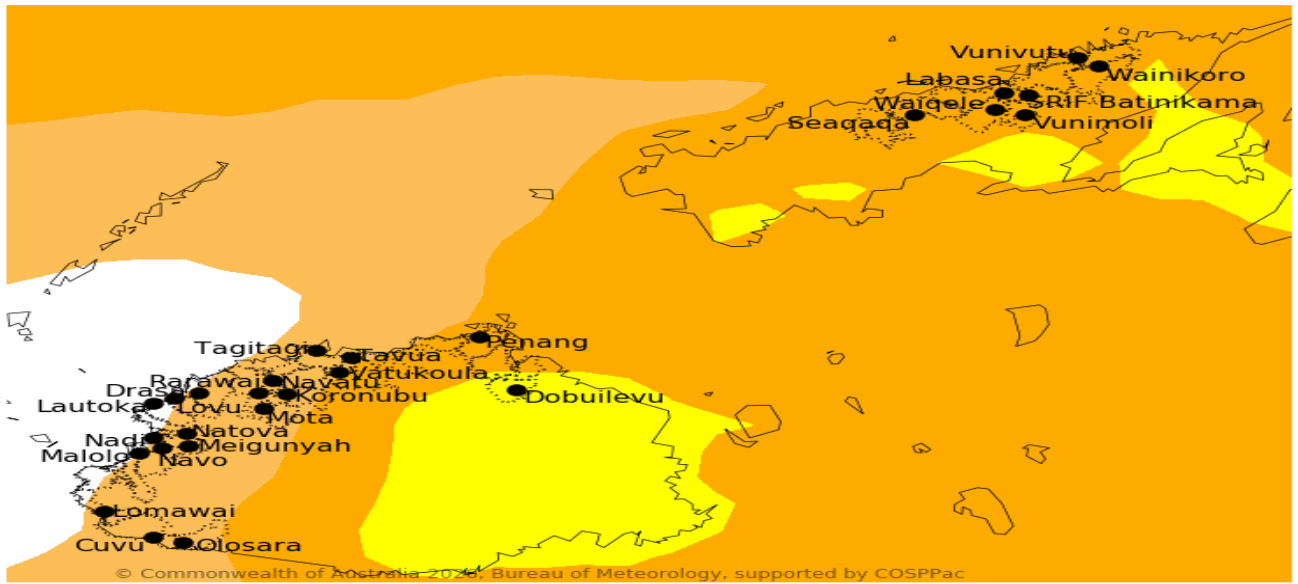 Vunivutu
Wainikoro
Labasa
Waiqele
SRIF Batinikama
Seaqaqa
Vunimoli
Penang
Tagitagi
Tavua
Vatukoula
Rarawai
Navatu
Drasa
Koronubu
Dobuilevu
Lautoka
Lovu
Mota
Natova
Nadi
Meigunyah
Malolo
Navo
Lomawai
Cuvu
Olosara
© Commonwealth of Australia 2026, Bureau of Meteorology, supported by COSPPac